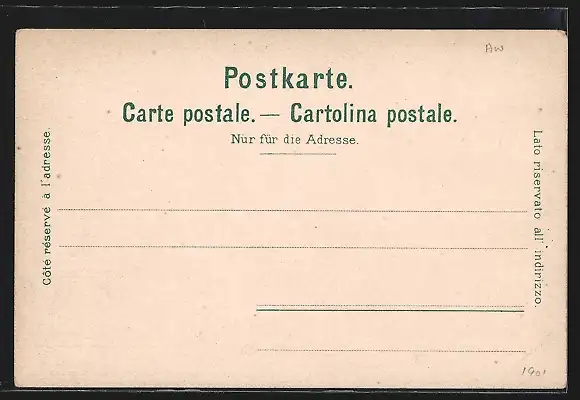 AW
Postkarte.
Carte postale. — Cartolina postale.
Nur für die Adresse.
Côté réservé à l'adresse.
Lato riservato all' indirizzo.
1901